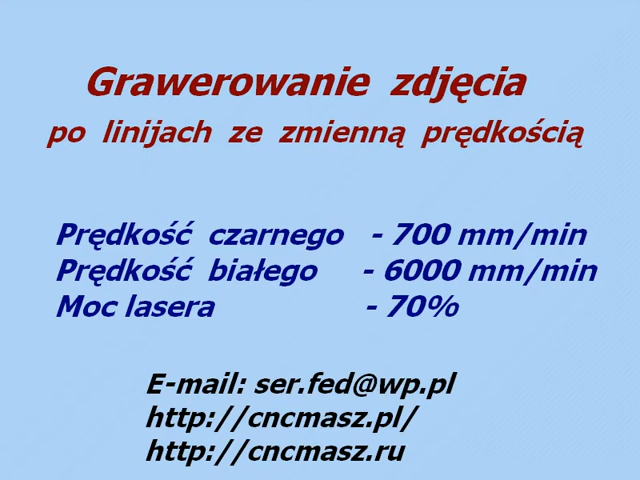 Grawerowanie zdjęcia
po linijach ze zmienną prędkością
Prędkość czarnego - 700 mm/min
Prędkość białego - 6000 mm/min
Moc lasera - 70%
E-mail: ser.fed@wp.pl
http://cncmasz.pl/
http://cncmasz.ru